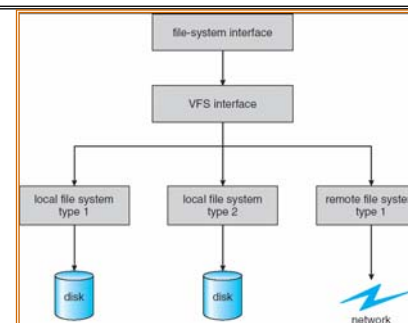 file-system interface
VFS interface
local file system
type 1
local file system
type 2
remote file system
type 1
disk
disk
network